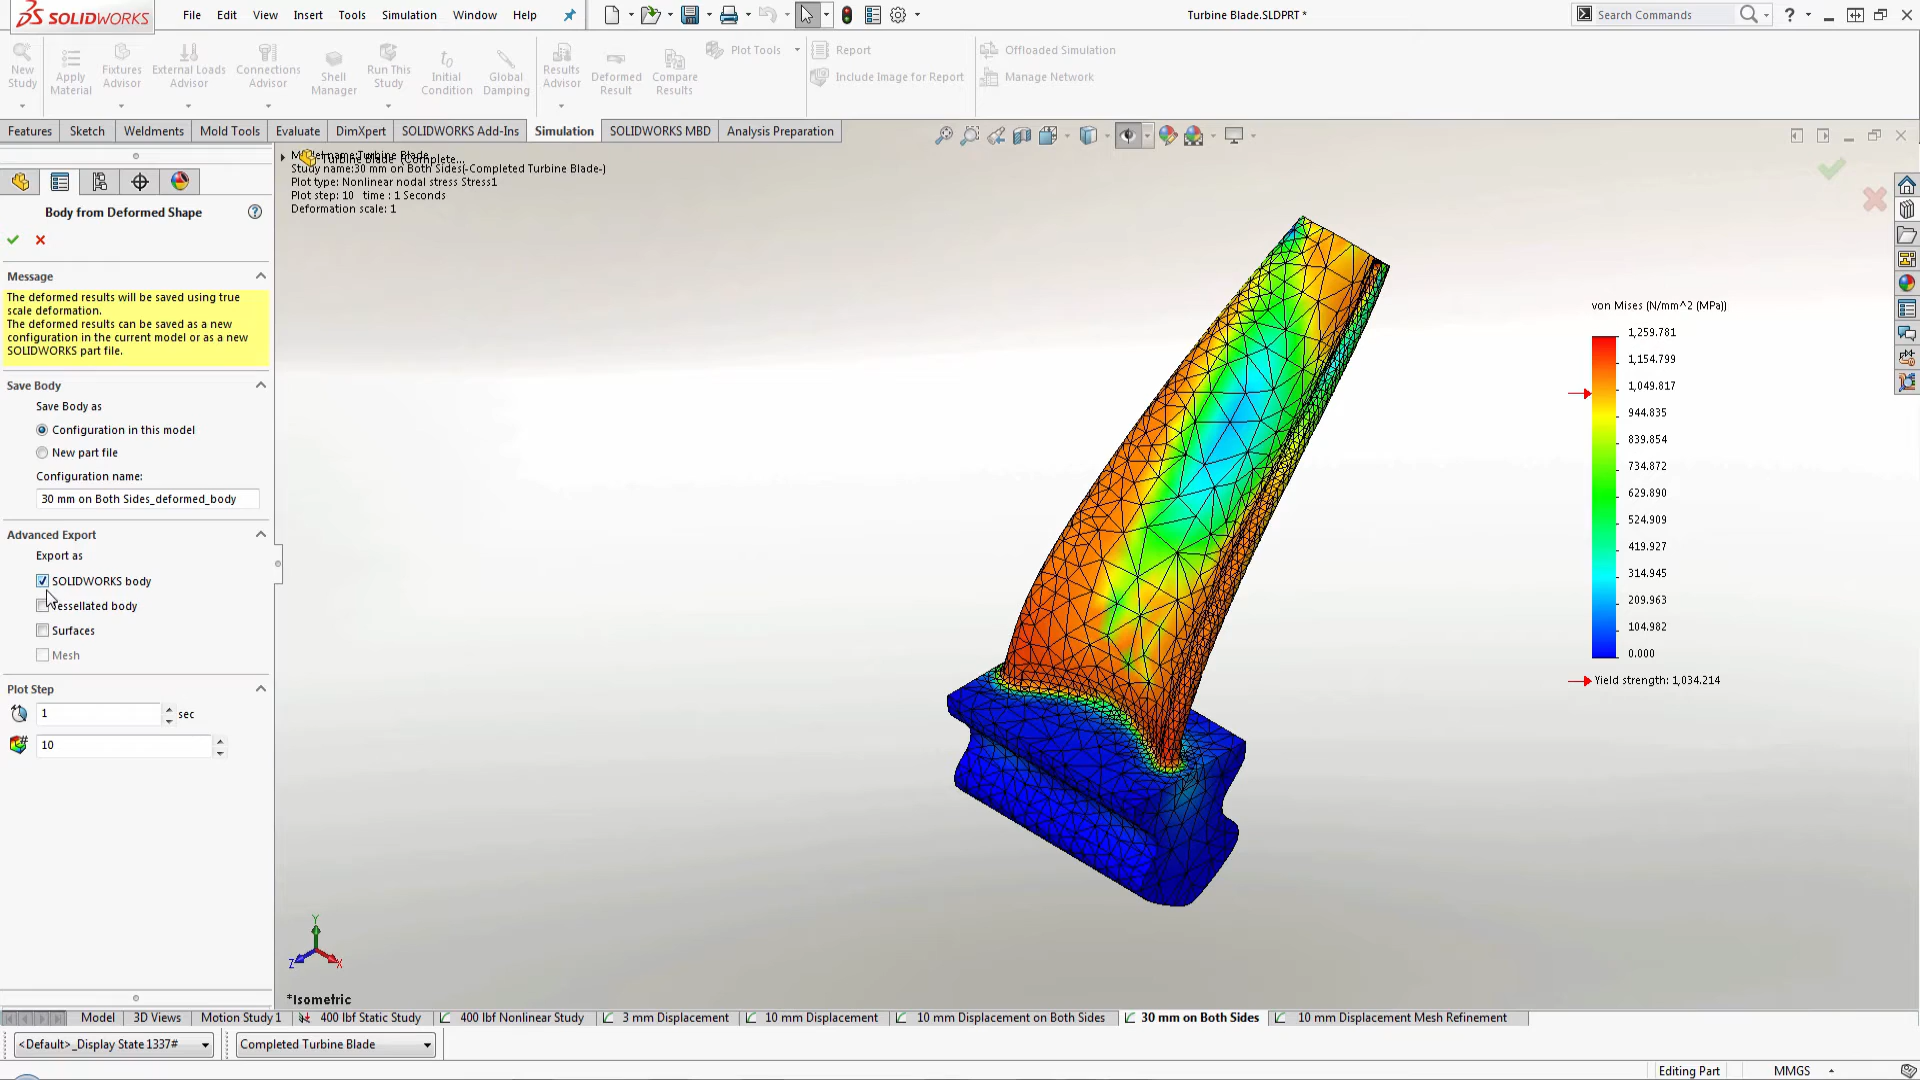 SOLIDWORKS
File Edit View Insert Tools Simulation Window Help
Turbine Blade.SLDPRT *
Search Commands
New Study
Apply Material
Fixtures Advisor
External Loads Advisor
Connections Advisor
Shell Manager
Run This Study
Initial Condition
Global Damping
Results Advisor
Deformed Result
Compare Results
Plot Tools
Report
Include Image for Report
Offloaded Simulation
Manage Network
Features Sketch Weldments Mold Tools Evaluate DimXpert SOLIDWORKS Add-Ins Simulation SOLIDWORKS MBD Analysis Preparation
Turbine Blade (Complete...
Model name:Turbine Blade
Study name:30 mm on Both Sides(-Completed Turbine Blade-)
Plot type: Nonlinear nodal stress Stress1
Plot step: 10 time : 1 Seconds
Deformation scale: 1
Body from Deformed Shape
Message
The deformed results will be saved using true
scale deformation.
The deformed results can be saved as a new
configuration in the current model or as a new
SOLIDWORKS part file.
Save Body
Save Body as
Configuration in this model
New part file
Configuration name:
30 mm on Both Sides_deformed_body
Advanced Export
Export as
SOLIDWORKS body
Tessellated body
Surfaces
Mesh
Plot Step
1 sec
10
von Mises (N/mm^2 (MPa))
1,259.781
1,154.799
1,049.817
944.835
839.854
734.872
629.890
524.909
419.927
314.945
209.963
104.982
0.000
Yield strength: 1,034.214
Y
Z X
*Isometric
Model 3D Views Motion Study 1 400 lbf Static Study 400 lbf Nonlinear Study 3 mm Displacement 10 mm Displacement 10 mm Displacement on Both Sides 30 mm on Both Sides 10 mm Displacement Mesh Refinement
<Default>_Display State 1337# Completed Turbine Blade
Editing Part MMGS